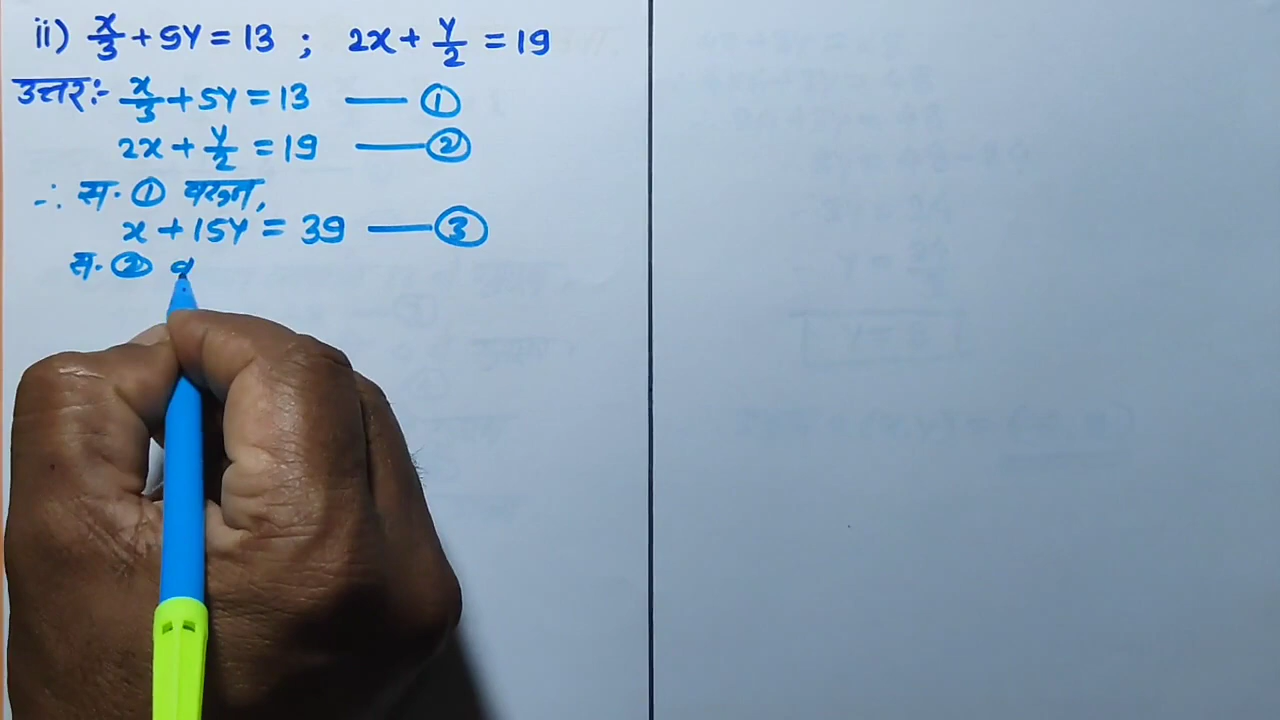 ii) x/3 + 5y = 13 ; 2x + y/2 = 19
उत्तर:- x/3 + 5y = 13 — ①
2x + y/2 = 19 — ②
∴ स. ① वरून,
x + 15y = 39 — ③
स. ②